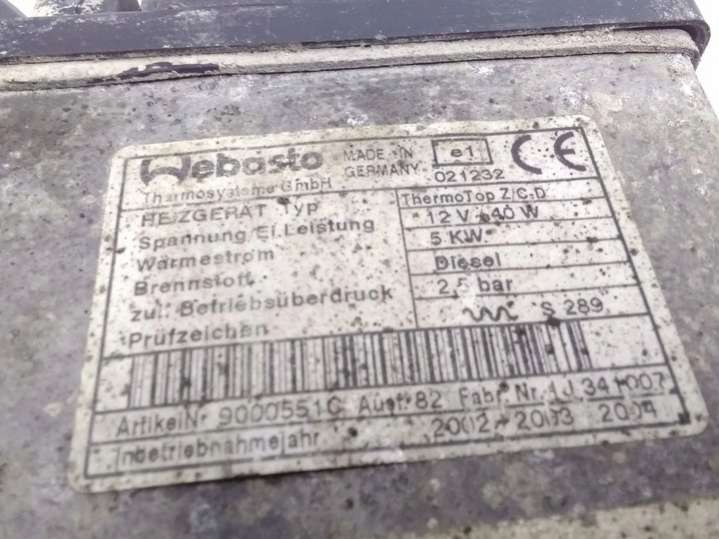 Webasto MADE IN GERMANY e1 CE
Thermosysteme GmbH 021232
HEIZGERÄT Typ ThermoTop Z/C,D
Spannung/El.Leistung 12 V 40 W
Wärmestrom 5 KW
Brennstoff Diesel
zul. Betriebsüberdruck 2,5 bar
Prüfzeichen S 289
ArtikelNr. 9000551C Ausf. 82 Fabr. Nr.
Inbetriebnahmejahr 2002 2003 2004